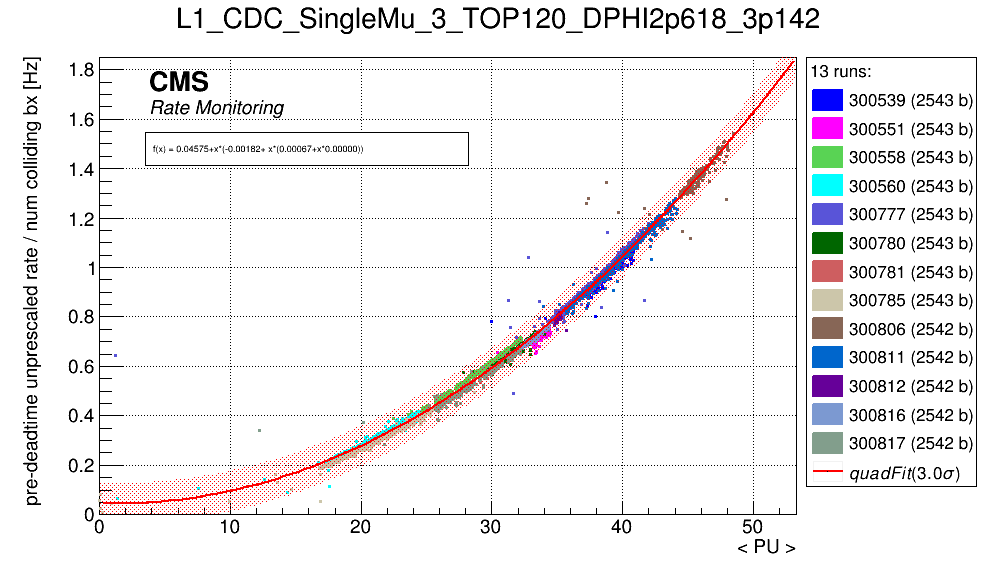 L1_CDC_SingleMu_3_TOP120_DPHI2p618_3p142
pre-deadtime unprescaled rate / num colliding bx [Hz]
CMS
Rate Monitoring
f(x) = 0.04575+x*(-0.00182+ x*(0.00067+x*0.00000))
1.8
1.6
1.4
1.2
1
0.8
0.6
0.4
0.2
0
0 10 20 30 40 50
< PU >
13 runs:
300539 (2543 b)
300551 (2543 b)
300558 (2543 b)
300560 (2543 b)
300777 (2543 b)
300780 (2543 b)
300781 (2543 b)
300785 (2543 b)
300806 (2542 b)
300811 (2542 b)
300812 (2542 b)
300816 (2542 b)
300817 (2542 b)
quadFit(3.0σ)